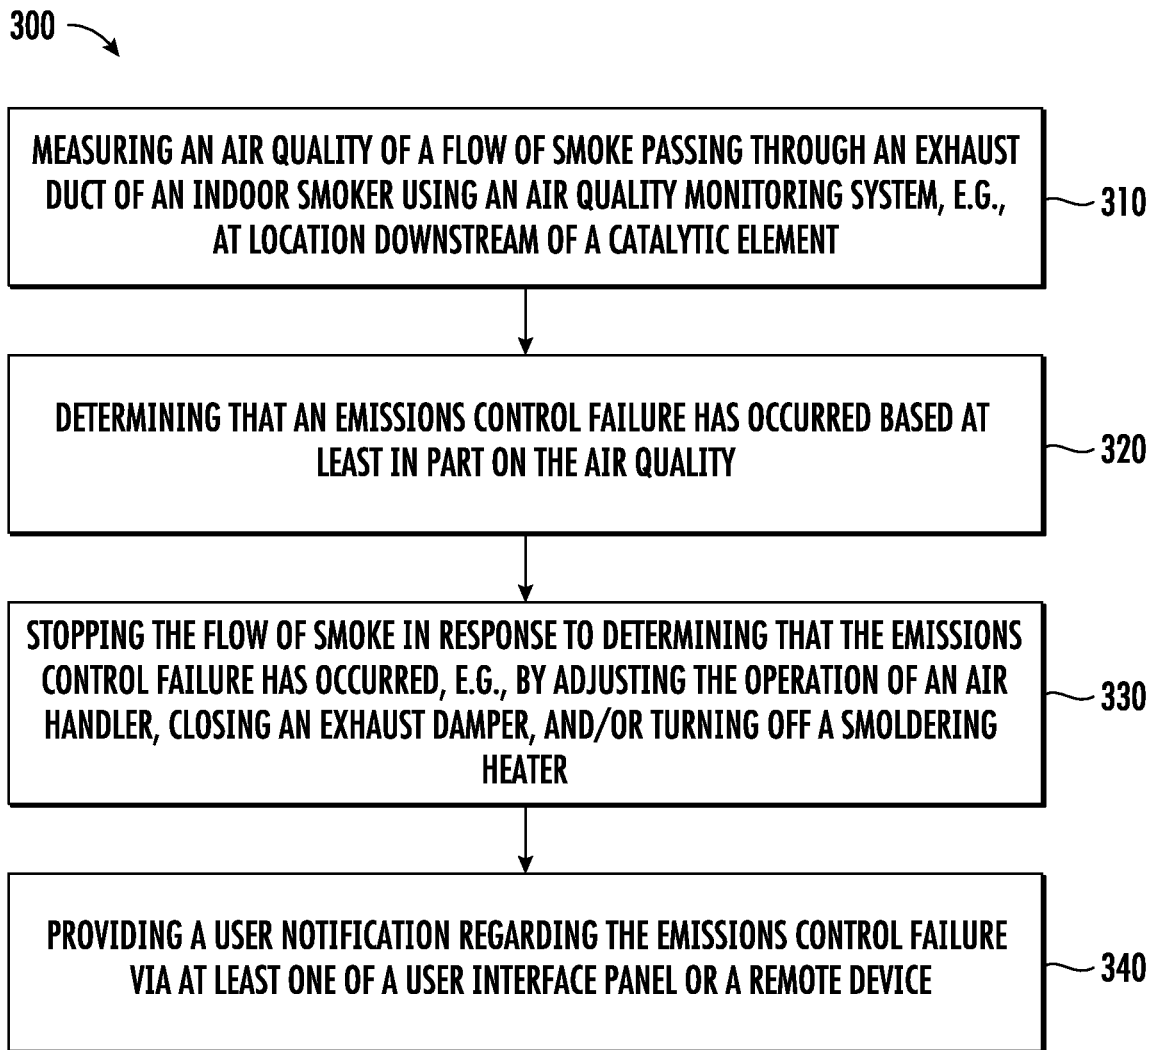 300
MEASURING AN AIR QUALITY OF A FLOW OF SMOKE PASSING THROUGH AN EXHAUST
DUCT OF AN INDOOR SMOKER USING AN AIR QUALITY MONITORING SYSTEM, E.G.,
AT LOCATION DOWNSTREAM OF A CATALYTIC ELEMENT
310
DETERMINING THAT AN EMISSIONS CONTROL FAILURE HAS OCCURRED BASED AT
LEAST IN PART ON THE AIR QUALITY
320
STOPPING THE FLOW OF SMOKE IN RESPONSE TO DETERMINING THAT THE EMISSIONS
CONTROL FAILURE HAS OCCURRED, E.G., BY ADJUSTING THE OPERATION OF AN AIR
HANDLER, CLOSING AN EXHAUST DAMPER, AND/OR TURNING OFF A SMOLDERING
HEATER
330
PROVIDING A USER NOTIFICATION REGARDING THE EMISSIONS CONTROL FAILURE
VIA AT LEAST ONE OF A USER INTERFACE PANEL OR A REMOTE DEVICE
340